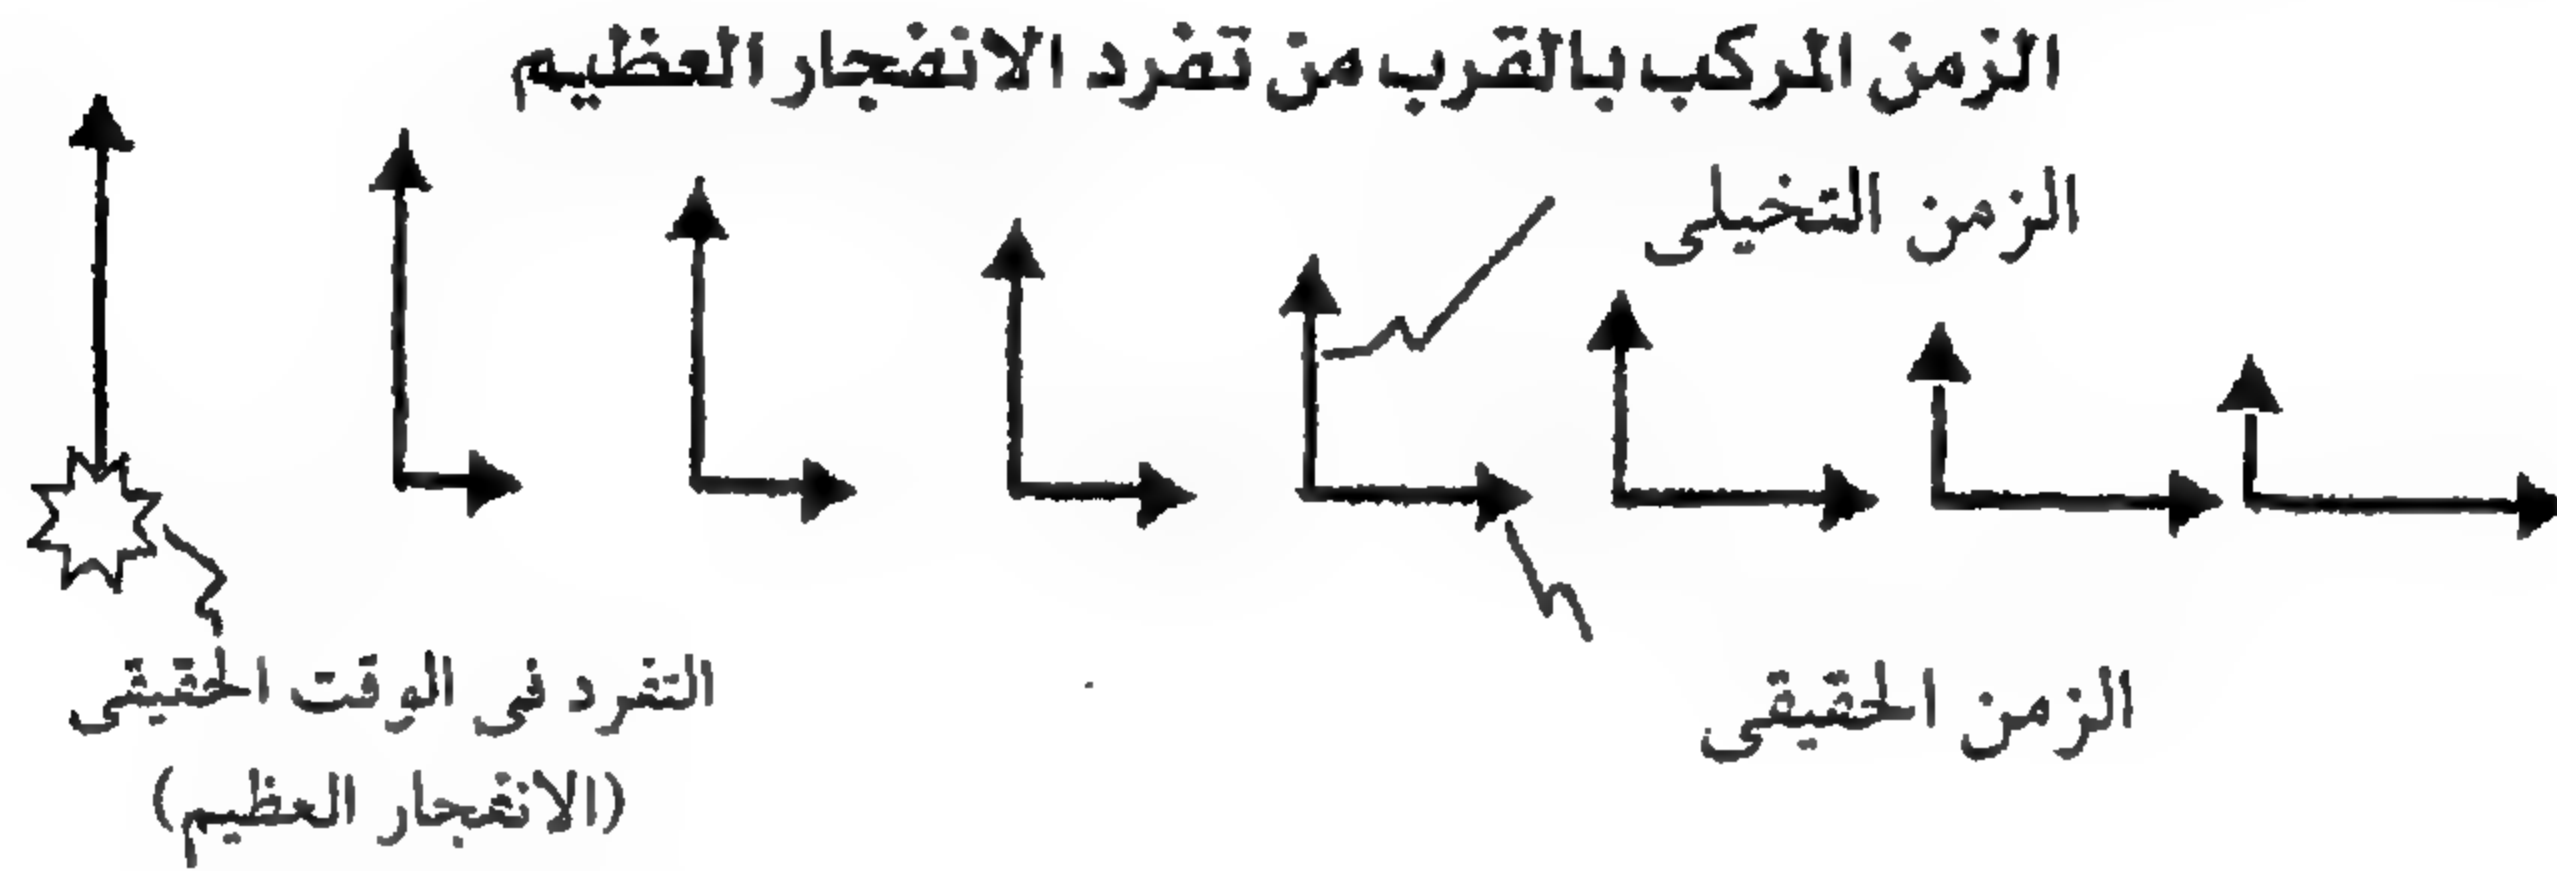 الزمن المركب بالقرب من تفرد الانفجار العظيم
الزمن التخيلى
الزمن الحقيقى
التفرد فى الوقت الحقيقى
(الانفجار العظيم)